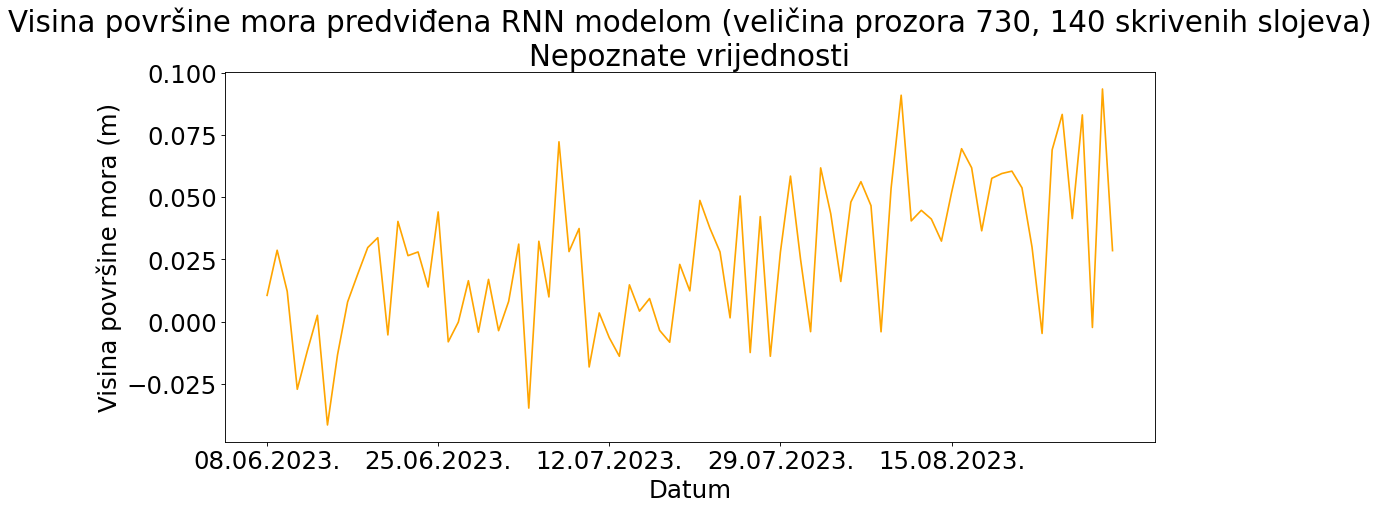 Visina površine mora predviđena RNN modelom (veličina prozora 730, 140 skrivenih slojeva)
Nepoznate vrijednosti
0.100
0.075
0.050
0.025
0.000
−0.025
Visina površine mora (m)
08.06.2023. 25.06.2023. 12.07.2023. 29.07.2023. 15.08.2023.
Datum